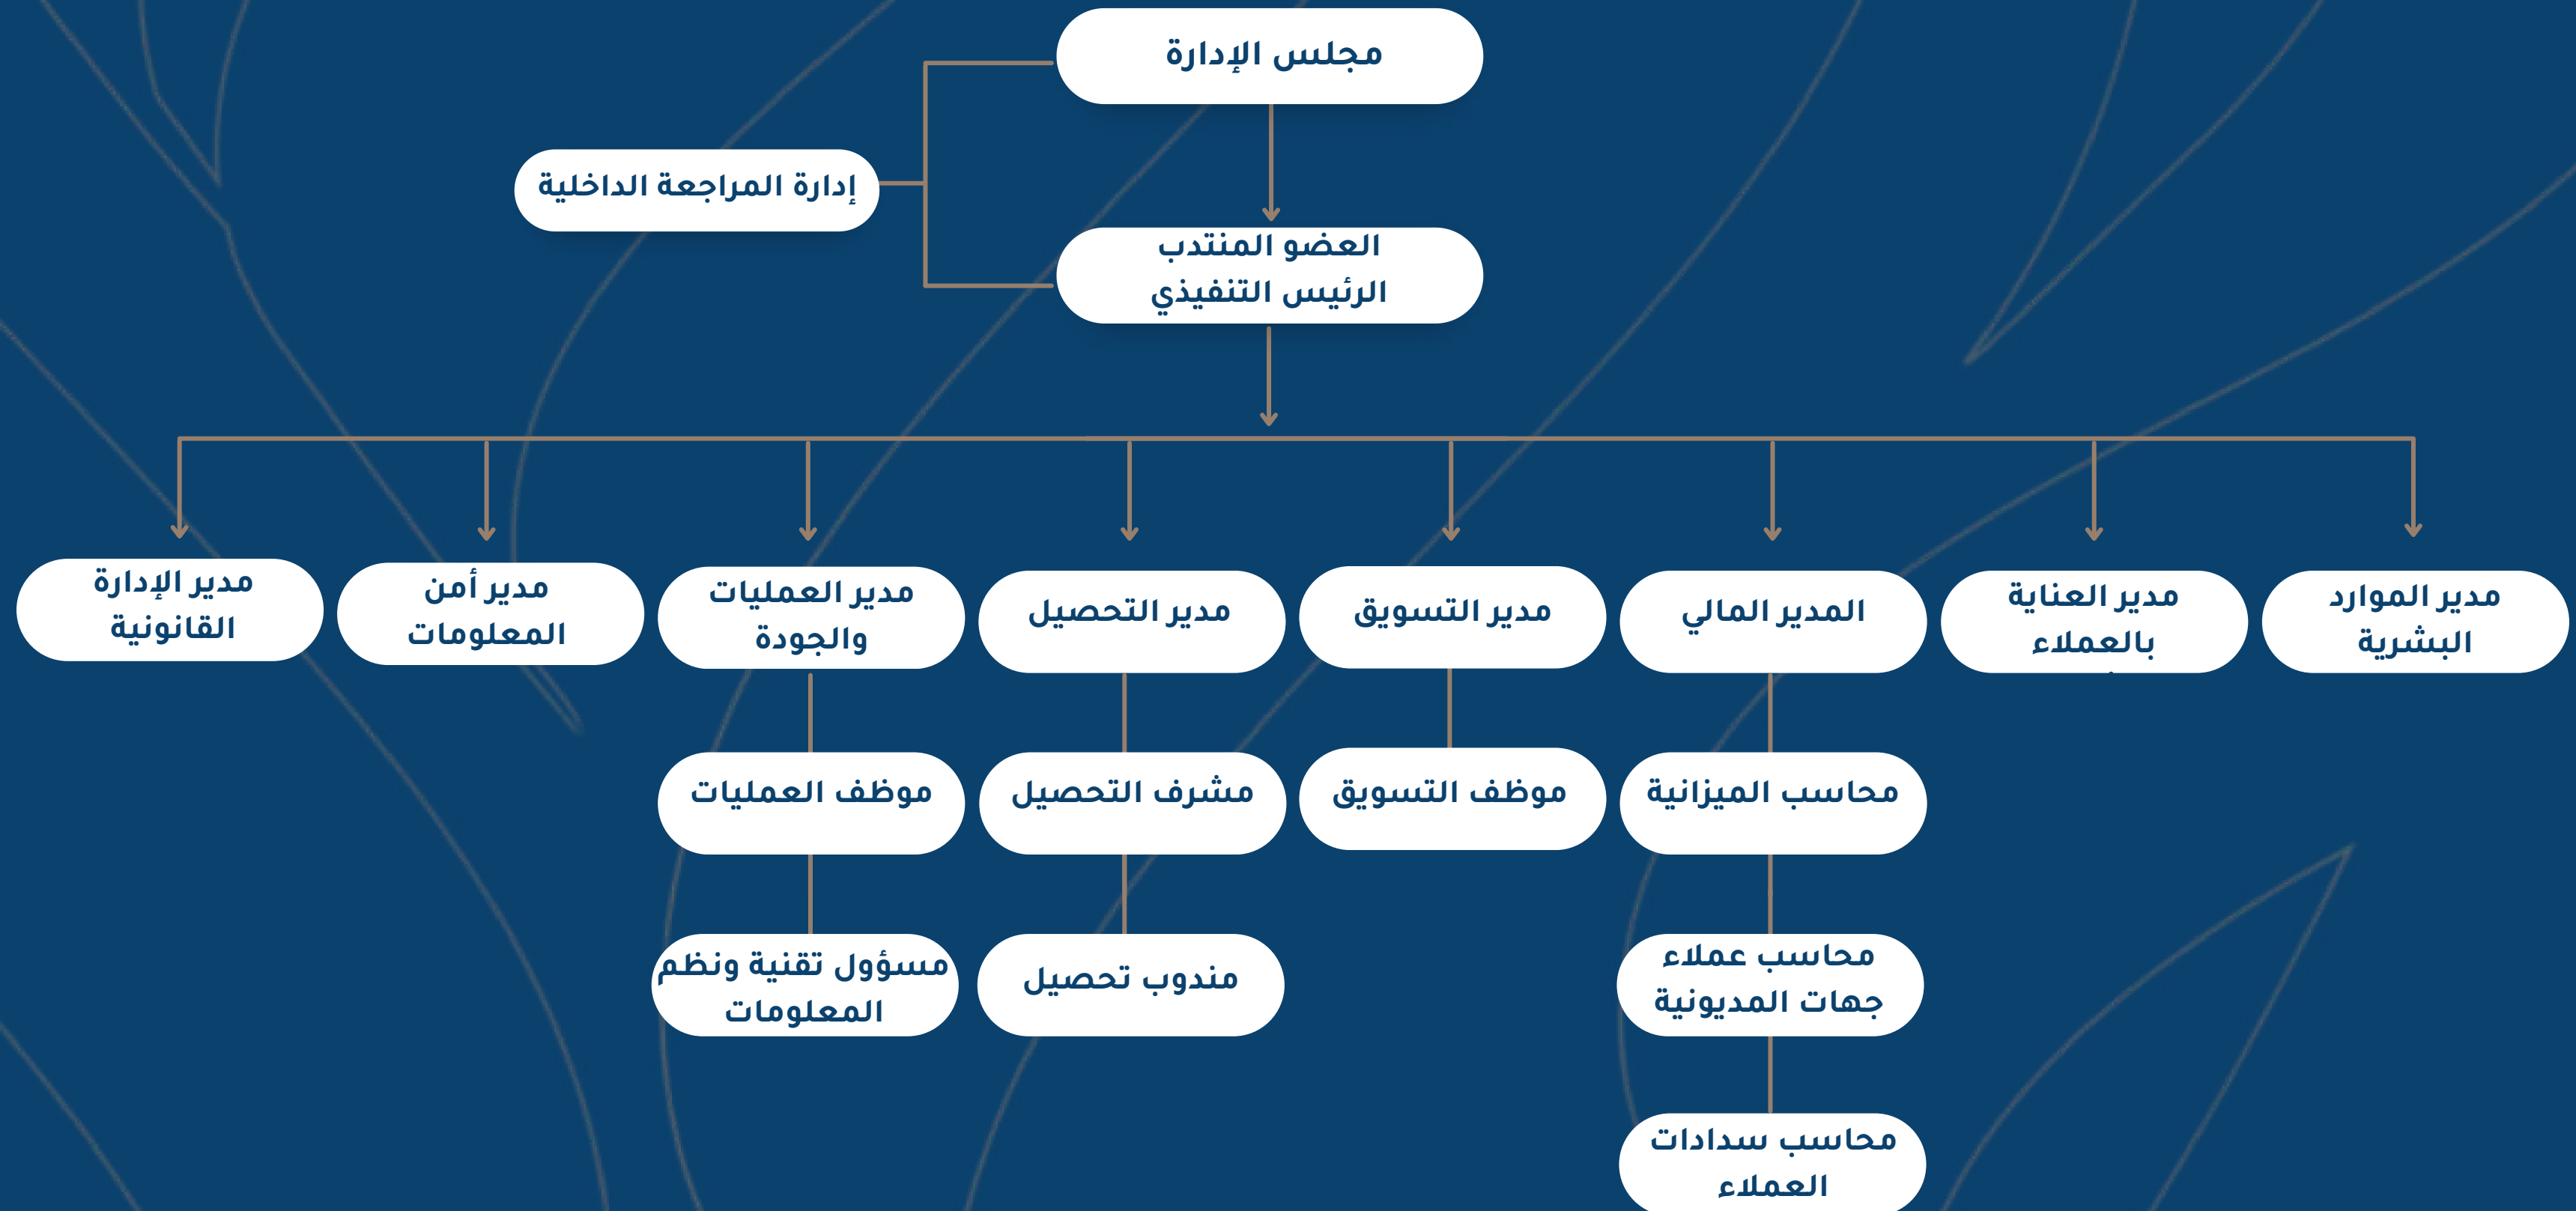 مجلس الإدارة
إدارة المراجعة الداخلية
العضو المنتدب
الرئيس التنفيذي
مدير الموارد
البشرية
مدير العناية
بالعملاء
المدير المالي
مدير التسويق
مدير التحصيل
مدير العمليات
والجودة
مدير أمن
المعلومات
مدير الإدارة
القانونية
محاسب الميزانية
موظف التسويق
مشرف التحصيل
موظف العمليات
محاسب عملاء
جهات المديونية
مندوب تحصيل
مسؤول تقنية ونظم
المعلومات
محاسب سدادات
العملاء